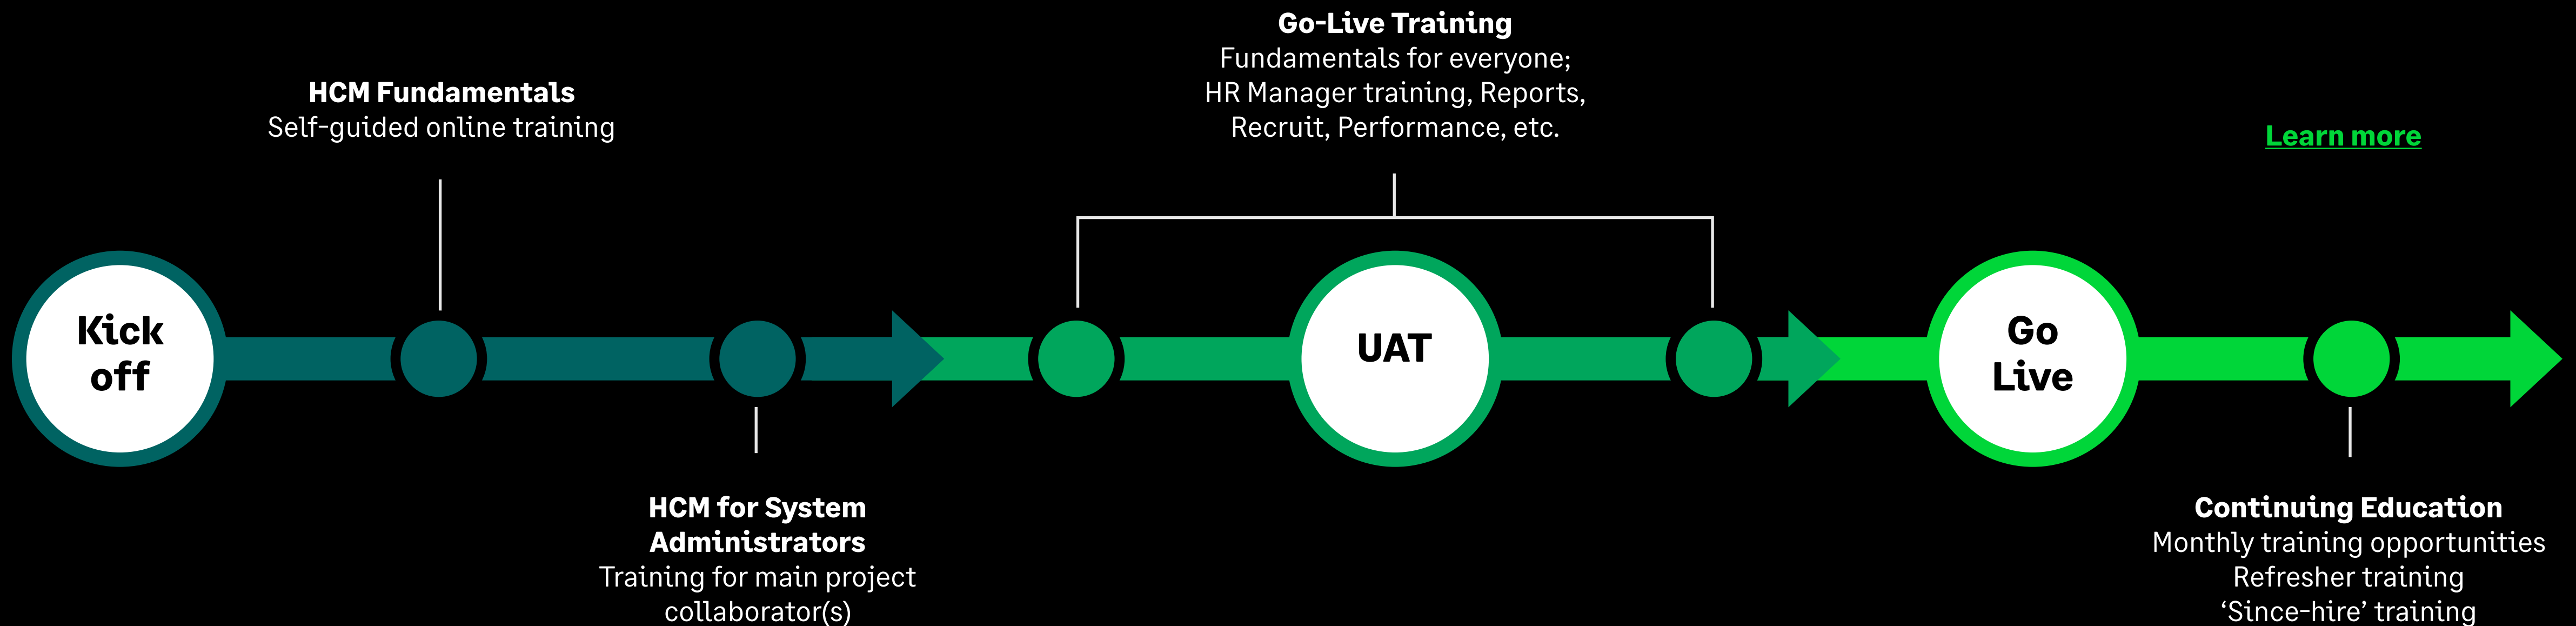 HCM Fundamentals
Self-guided online training
Go-Live Training
Fundamentals for everyone;
HR Manager training, Reports,
Recruit, Performance, etc.
Learn more
Kick
off
UAT
Go
Live
HCM for System
Administrators
Training for main project
collaborator(s)
Continuing Education
Monthly training opportunities
Refresher training
‘Since-hire’ training